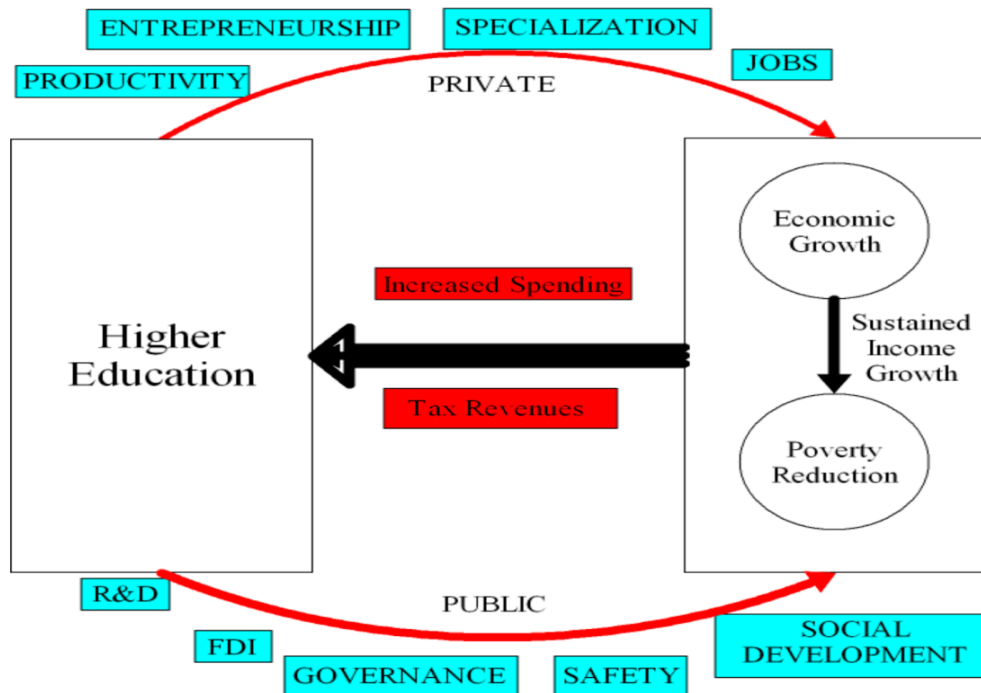 ENTREPRENEURSHIP
SPECIALIZATION
PRODUCTIVITY
JOBS
PRIVATE
Higher
Education
Increased Spending
Tax Revenues
Economic
Growth
Sustained
Income
Growth
Poverty
Reduction
R&D
PUBLIC
FDI
GOVERNANCE
SAFETY
SOCIAL
DEVELOPMENT